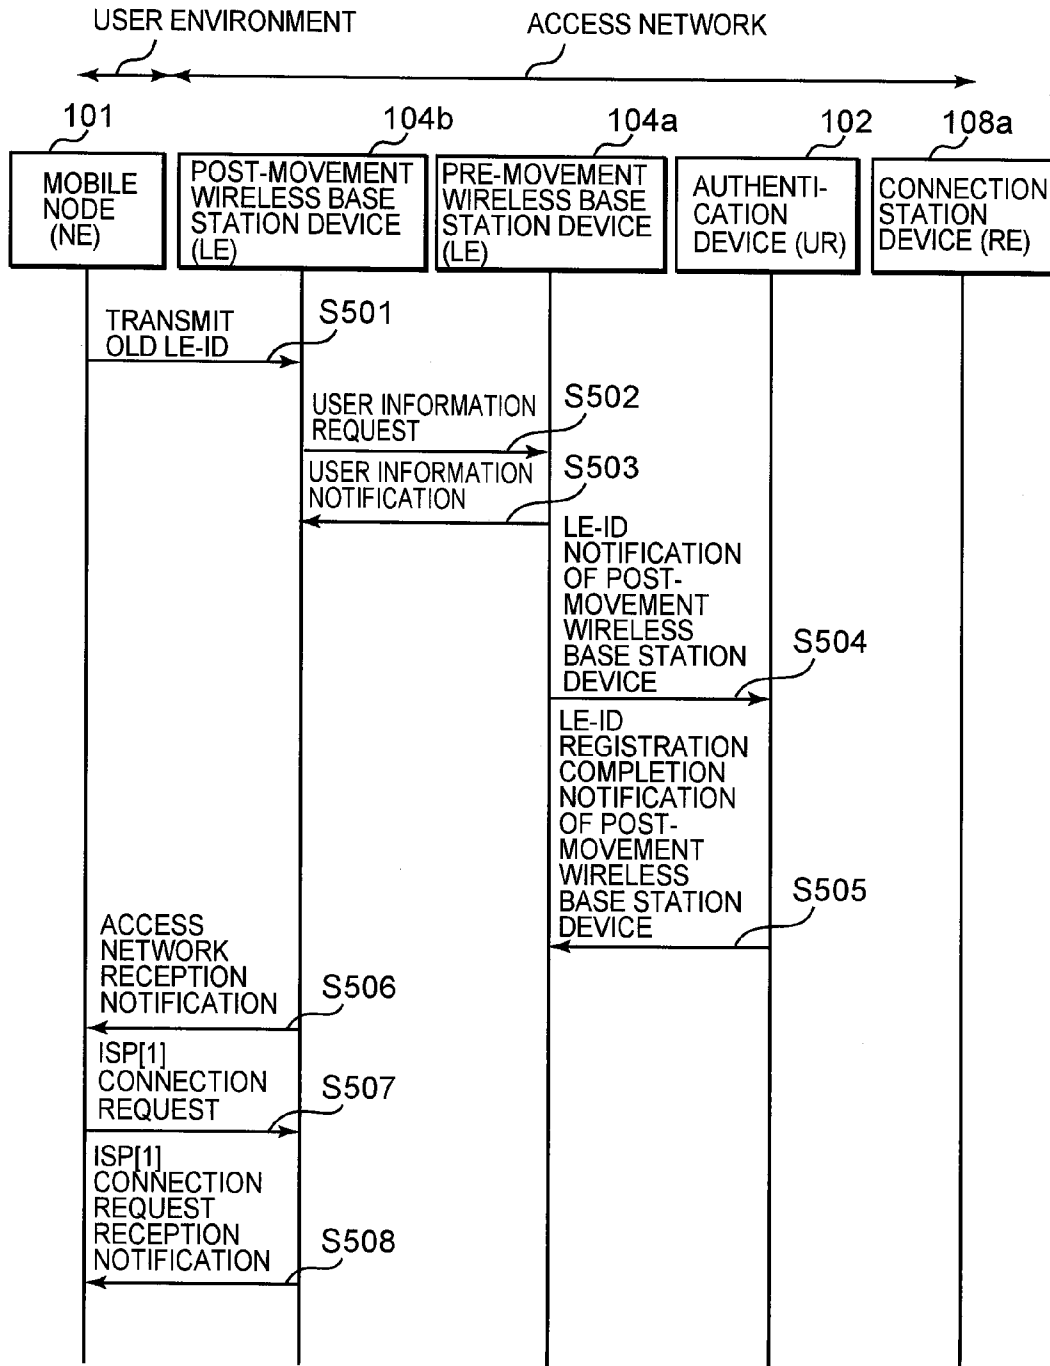 USER ENVIRONMENT
ACCESS NETWORK
101
104b
104a
102
108a
MOBILE
NODE
(NE)
POST-MOVEMENT
WIRELESS BASE
STATION DEVICE
(LE)
PRE-MOVEMENT
WIRELESS BASE
STATION DEVICE
(LE)
AUTHENTI-
CATION
DEVICE (UR)
CONNECTION
STATION
DEVICE (RE)
TRANSMIT
OLD LE-ID
S501
USER INFORMATION
REQUEST
S502
USER INFORMATION
NOTIFICATION
S503
LE-ID
NOTIFICATION
OF POST-
MOVEMENT
WIRELESS
BASE STATION
DEVICE
S504
LE-ID
REGISTRATION
COMPLETION
NOTIFICATION
OF POST-
MOVEMENT
WIRELESS
BASE STATION
DEVICE
S505
ACCESS
NETWORK
RECEPTION
NOTIFICATION
S506
ISP[1]
CONNECTION
REQUEST
S507
ISP[1]
CONNECTION
REQUEST
RECEPTION
NOTIFICATION
S508